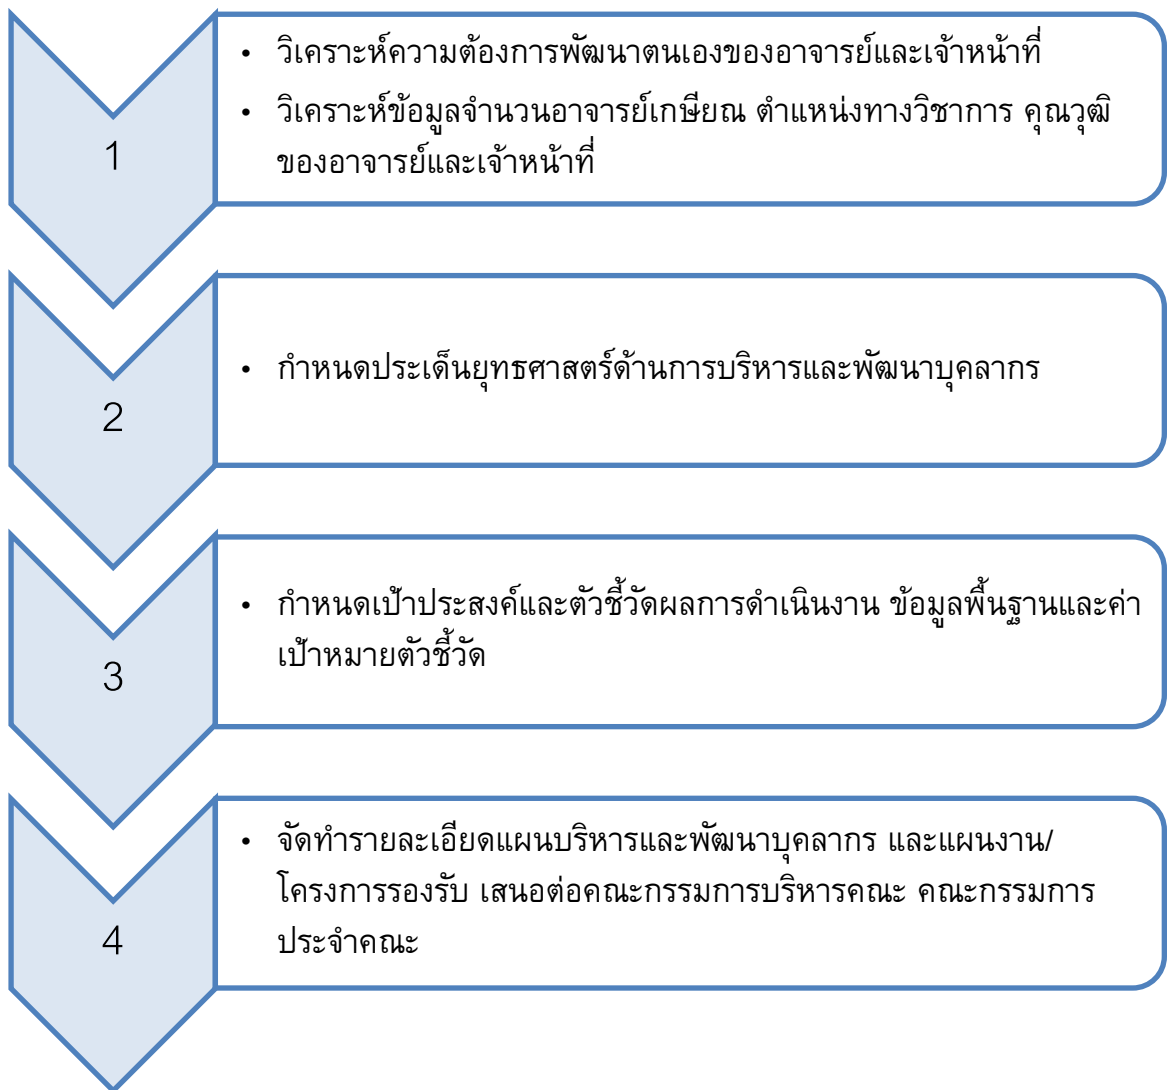 1
• วิเคราะห์ความต้องการพัฒนาตนเองของอาจารย์และเจ้าหน้าที่
• วิเคราะห์ข้อมูลจำนวนอาจารย์เกษียณ ตำแหน่งทางวิชาการ คุณวุฒิ
ของอาจารย์และเจ้าหน้าที่
2
• กำหนดประเด็นยุทธศาสตร์ด้านการบริหารและพัฒนาบุคลากร
3
• กำหนดเป้าประสงค์และตัวชี้วัดผลการดำเนินงาน ข้อมูลพื้นฐานและค่า
เป้าหมายตัวชี้วัด
4
• จัดทำรายละเอียดแผนบริหารและพัฒนาบุคลากร และแผนงาน/
โครงการรองรับ เสนอต่อคณะกรรมการบริหารคณะ คณะกรรมการ
ประจำคณะ